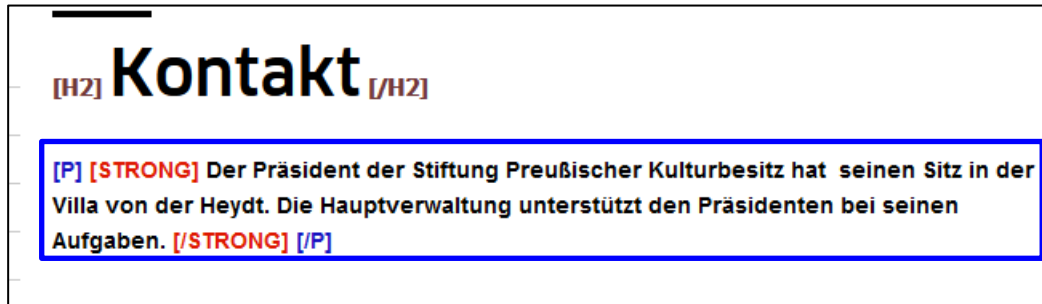 [H2] Kontakt [/H2]
[P] [STRONG] Der Präsident der Stiftung Preußischer Kulturbesitz hat  seinen Sitz in der
Villa von der Heydt. Die Hauptverwaltung unterstützt den Präsidenten bei seinen
Aufgaben. [/STRONG] [/P]